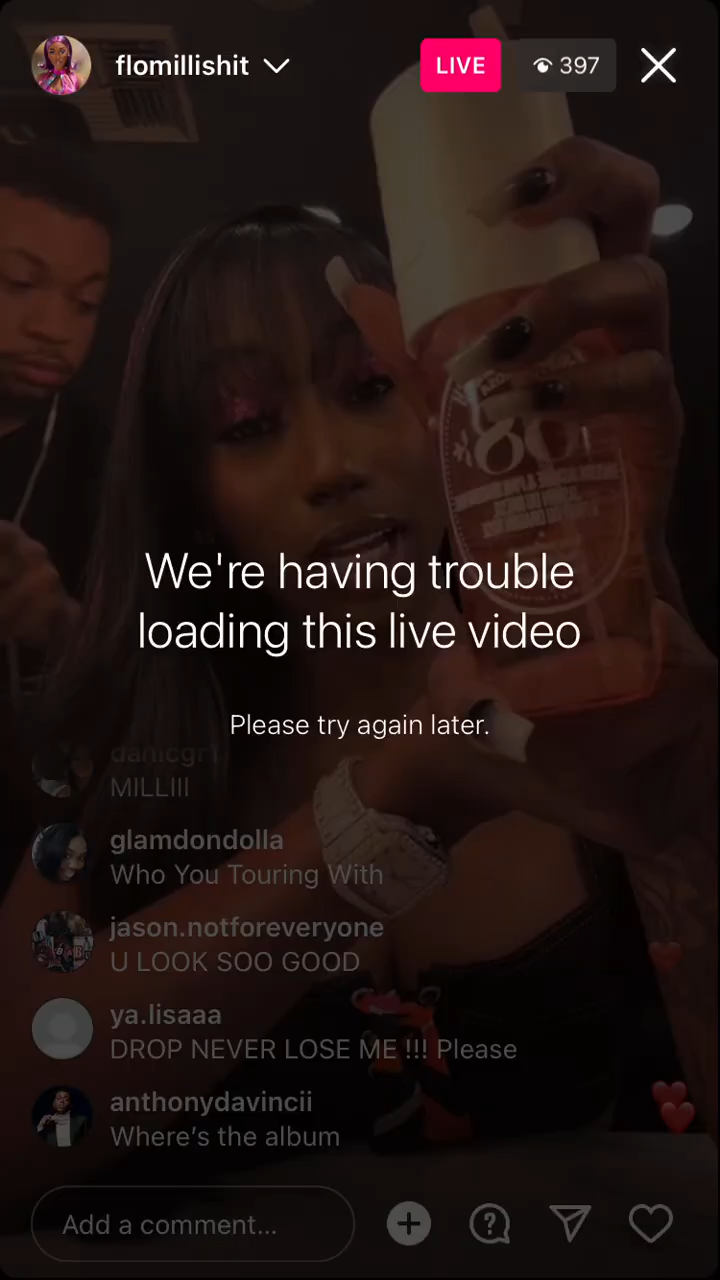 flomillishit
LIVE
397
We're having trouble
loading this live video
Please try again later.
MILLIII
glamdondolla
Who You Touring With
jason.notforeveryone
U LOOK SOO GOOD
ya.lisaaa
DROP NEVER LOSE ME !!! Please
anthonydavincii
Where's the album
Add a comment...